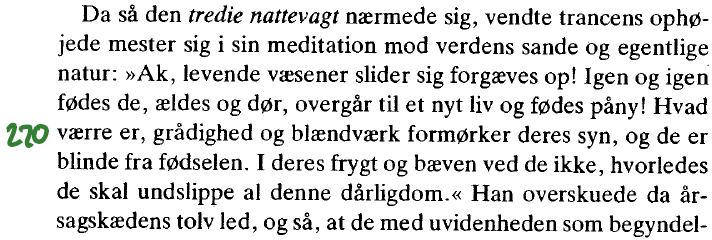 Da så den tredie nattevagt nærmede sig, vendte trancens ophø-
jede mester sig i sin meditation mod verdens sande og egentlige
natur: »Ak, levende væsener slider sig forgæves op! Igen og igen
fødes de, ældes og dør, overgår til et nyt liv og fødes påny! Hvad
270 værre er, grådighed og blændværk formørker deres syn, og de er
blinde fra fødselen. I deres frygt og bæven ved de ikke, hvorledes
de skal undslippe al denne dårligdom.« Han overskuede da år-
sagskædens tolv led, og så, at de med uvidenheden som begyndel-